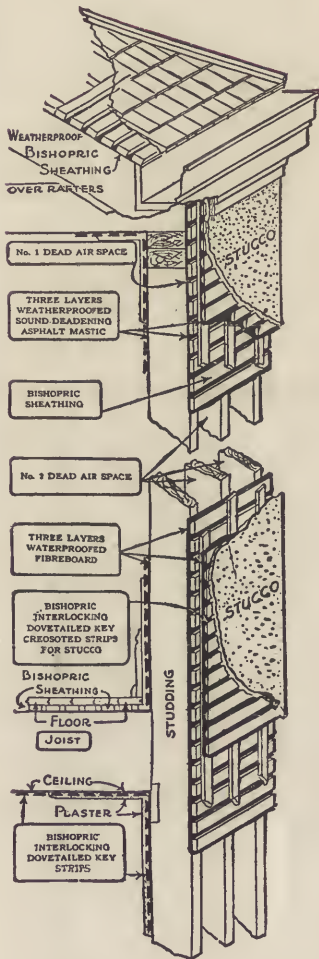 WEATHERPROOF
BISHOPRIC
SHEATHING
OVER RAFTERS
STUCCO
No. 1 DEAD AIR SPACE
THREE LAYERS
WEATHERPROOFED
SOUND-DEADENING
ASPHALT MASTIC
BISHOPRIC
SHEATHING
No. 2 DEAD AIR SPACE
THREE LAYERS
WATERPROOFED
FIBREBOARD
STUCCO
BISHOPRIC
INTERLOCKING
DOVETAILED KEY
CREOSOTED STRIPS
FOR STUCCO
STUDDING
BISHOPRIC
SHEATHING
FLOOR
JOIST
CEILING
PLASTER
BISHOPRIC
INTERLOCKING
DOVETAILED KEY
STRIPS